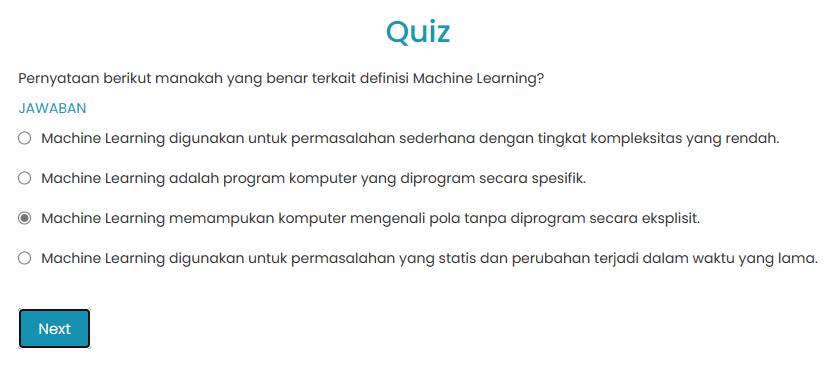 Quiz
Pernyataan berikut manakah yang benar terkait definisi Machine Learning?
JAWABAN
Machine Learning digunakan untuk permasalahan sederhana dengan tingkat kompleksitas yang rendah.
Machine Learning adalah program komputer yang diprogram secara spesifik.
Machine Learning memampukan komputer mengenali pola tanpa diprogram secara eksplisit.
Machine Learning digunakan untuk permasalahan yang statis dan perubahan terjadi dalam waktu yang lama.
Next